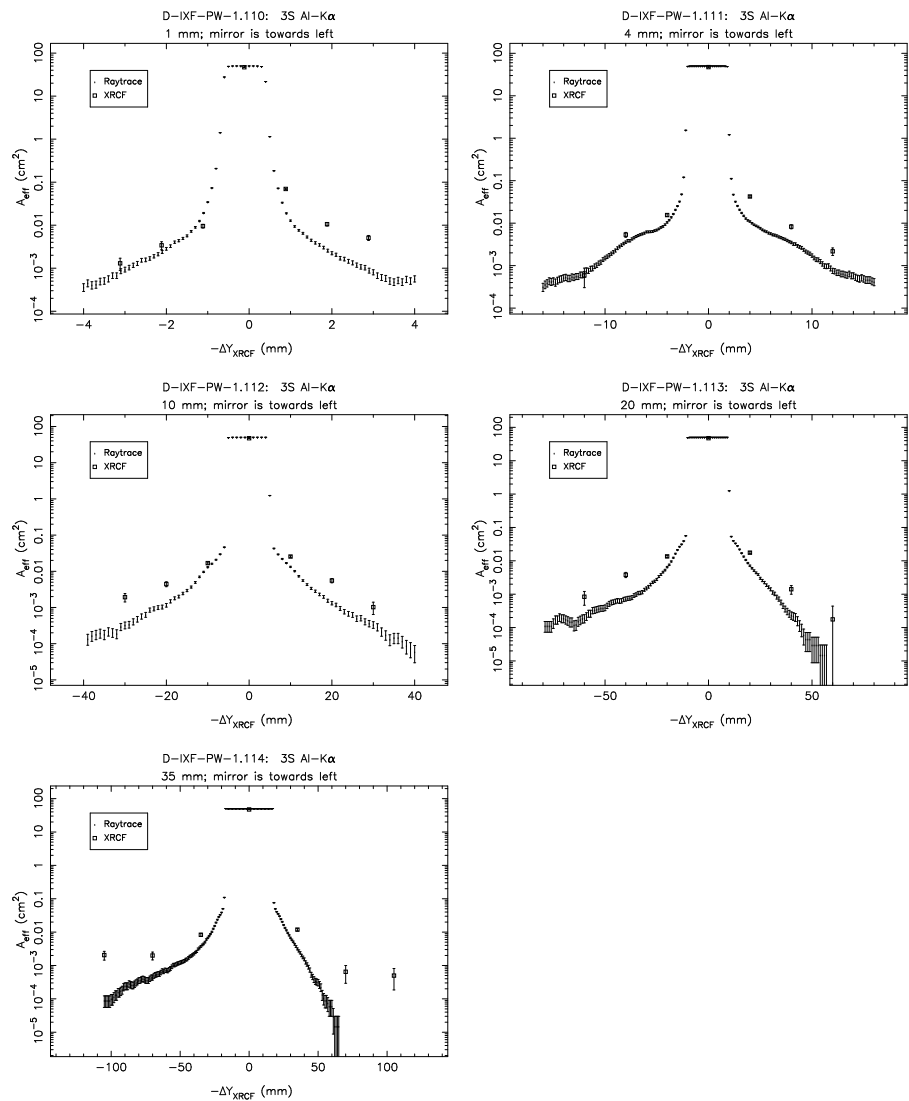 D-IXF-PW-1.110: 3S Al-Kα
1 mm; mirror is towards left
A_eff (cm²)
100
10
1
0.1
0.01
10⁻³
10⁻⁴
Raytrace
XRCF
−4 −2 0 2 4
−ΔY_XRCF (mm)
D-IXF-PW-1.111: 3S Al-Kα
4 mm; mirror is towards left
A_eff (cm²)
100
10
1
0.1
0.01
10⁻³
10⁻⁴
Raytrace
XRCF
−10 0 10
−ΔY_XRCF (mm)
D-IXF-PW-1.112: 3S Al-Kα
10 mm; mirror is towards left
A_eff (cm²)
100
10
1
0.1
0.01
10⁻³
10⁻⁴
10⁻⁵
Raytrace
XRCF
−40 −20 0 20 40
−ΔY_XRCF (mm)
D-IXF-PW-1.113: 3S Al-Kα
20 mm; mirror is towards left
A_eff (cm²)
100
10
1
0.1
0.01
10⁻³
10⁻⁴
10⁻⁵
Raytrace
XRCF
−50 0 50
−ΔY_XRCF (mm)
D-IXF-PW-1.114: 3S Al-Kα
35 mm; mirror is towards left
A_eff (cm²)
100
10
1
0.1
0.01
10⁻³
10⁻⁴
10⁻⁵
Raytrace
XRCF
−100 −50 0 50 100
−ΔY_XRCF (mm)